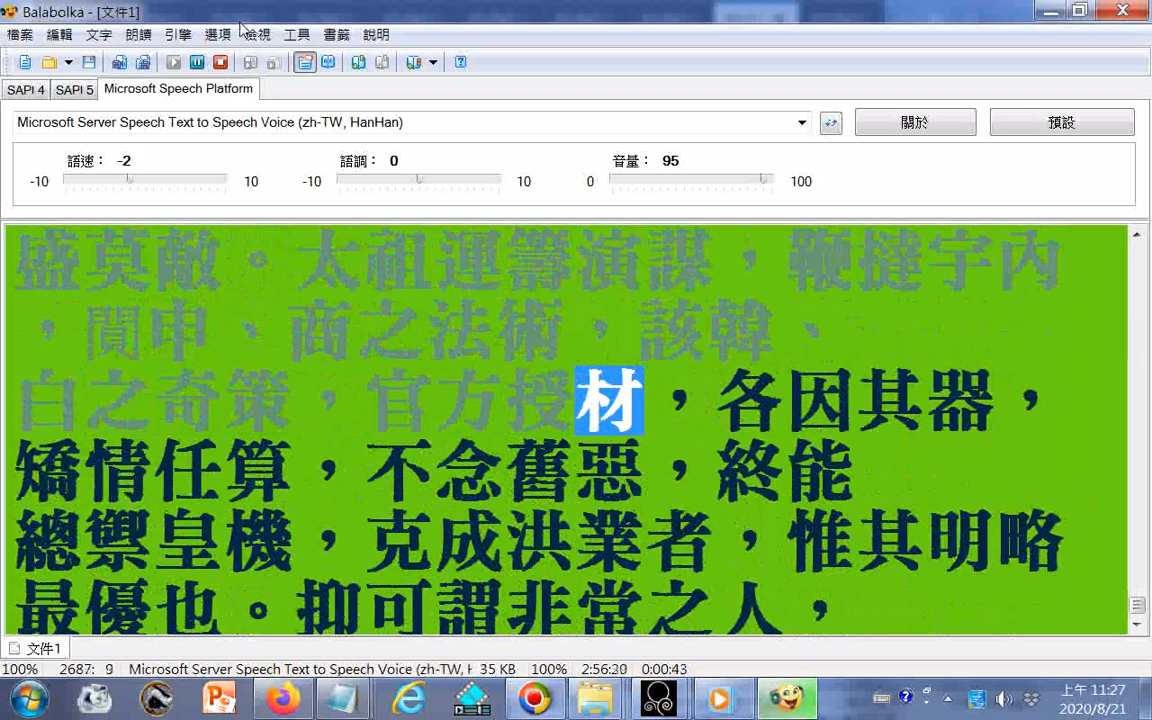 Balabolka - [文件1]
檔案 編輯 文字 朗讀 引擎 選項 檢視 工具 書籤 說明
SAPI 4 SAPI 5 Microsoft Speech Platform
Microsoft Server Speech Text to Speech Voice (zh-TW, HanHan) 關於 預設
語速： -2 語調： 0 音量： 95
-10 10 -10 10 0 100
盛莫敵。太祖運籌演謀，鞭撻宇內
，閴申、商之法術，該韓、
白之奇策，官方授材，各因其器，
矯情任算，不念舊惡，終能
總禦皇機，克成洪業者，惟其明略
最優也。抑可謂非常之人，
文件1
100% 2687: 9 Microsoft Server Speech Text to Speech Voice (zh-TW, H 35 KB 100% 2:56:30 0:00:43
上午 11:27
2020/8/21